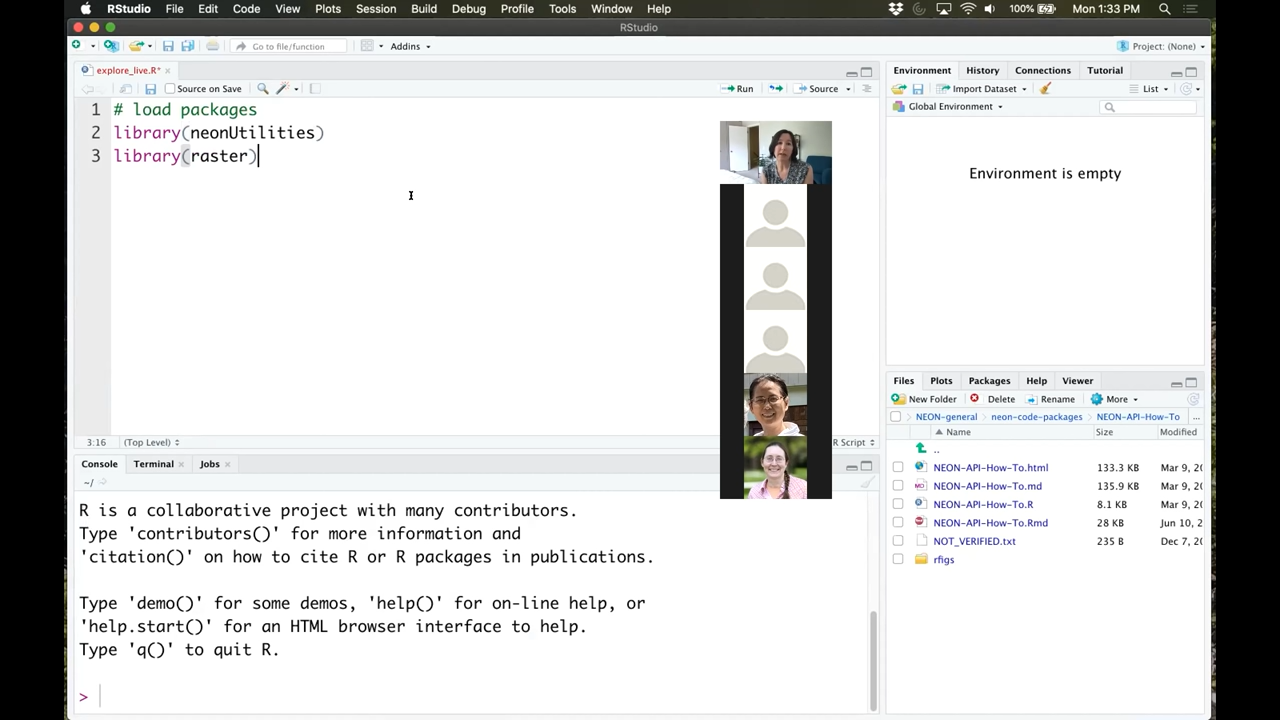 RStudio File Edit Code View Plots Session Build Debug Profile Tools Window Help 100% Mon 1:33 PM
RStudio
Go to file/function Addins Project: (None)
explore_live.R*
Source on Save Run Source
1 # load packages
2 library(neonUtilities)
3 library(raster)
3:16 (Top Level) R Script
Console Terminal Jobs
~/
R is a collaborative project with many contributors.
Type 'contributors()' for more information and
'citation()' on how to cite R or R packages in publications.
Type 'demo()' for some demos, 'help()' for on-line help, or
'help.start()' for an HTML browser interface to help.
Type 'q()' to quit R.
>
Environment History Connections Tutorial
Import Dataset List
Global Environment
Environment is empty
Files Plots Packages Help Viewer
New Folder Delete Rename More
NEON-general neon-code-packages NEON-API-How-To ...
Name Size Modified
..
NEON-API-How-To.html 133.3 KB Mar 9, 20
NEON-API-How-To.md 135.9 KB Mar 9, 20
NEON-API-How-To.R 8.1 KB Mar 9, 20
NEON-API-How-To.Rmd 28 KB Jun 10, 2
NOT_VERIFIED.txt 235 B Dec 7, 20
rfigs